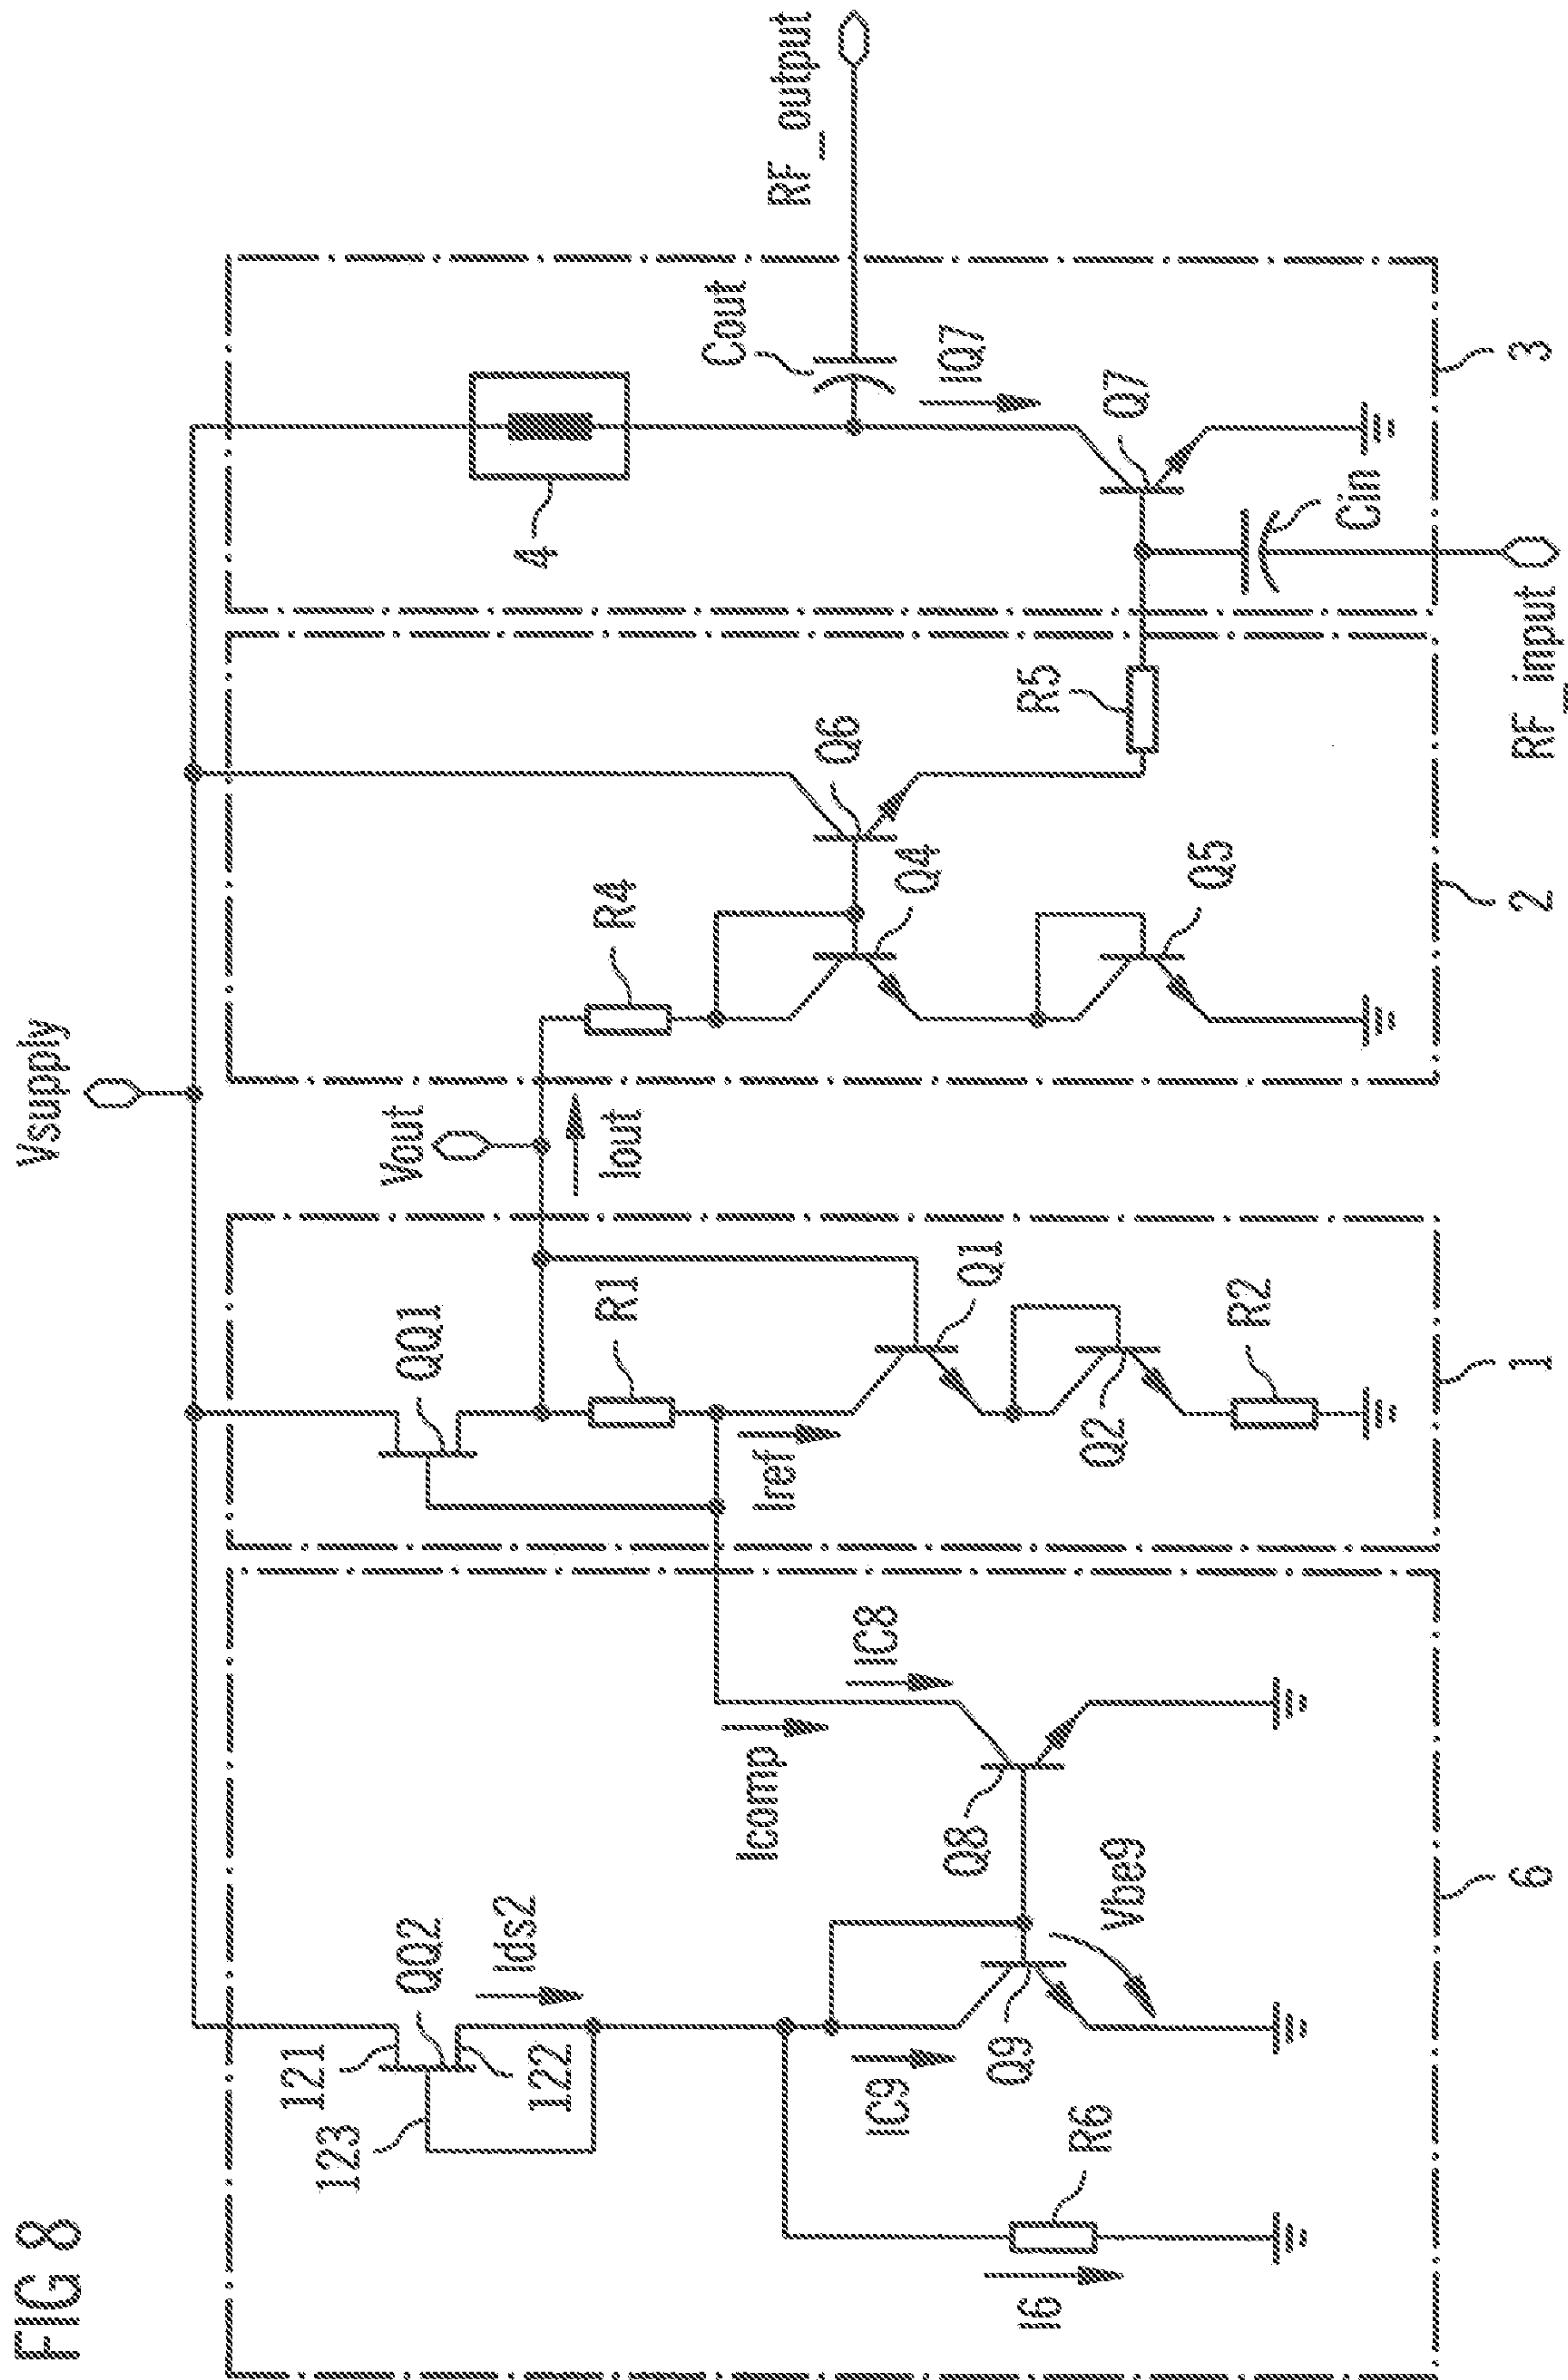 FIG 8
Vsupply
121
QQ2
123
122
Ids2
Icomp
IC8
IC9
Q9
Q8
Vbe9
R6
I6
6
QQ1
R1
Iref
Q1
Q2
R2
1
Vout
Iout
R4
Q6
Q4
Q5
R5
2
4
Cout
IQ7
Q7
Cin
3
RF_output
RF_input